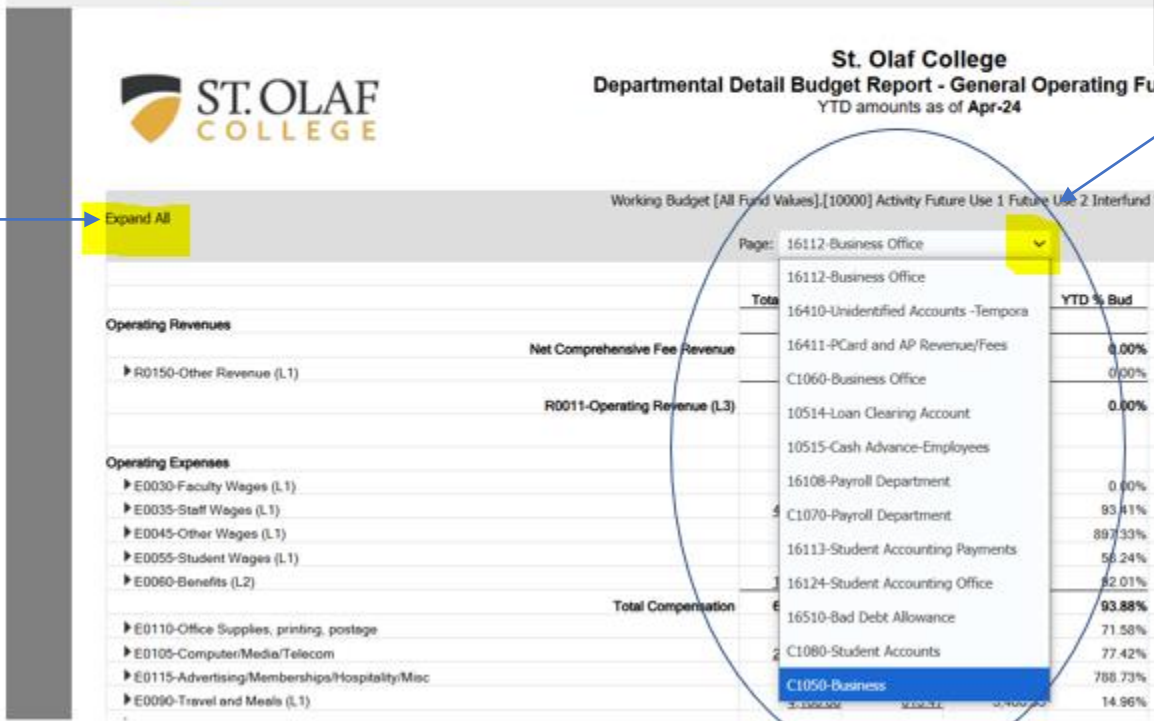 ST. OLAF
COLLEGE
St. Olaf College
Departmental Detail Budget Report - General Operating Fu
YTD amounts as of Apr-24
Working Budget [All Fund Values].[10000] Activity Future Use 1 Future Use 2 Interfund
Expand All
Page: 16112-Business Office
16112-Business Office
Tota YTD % Bud
16410-Unidentified Accounts -Tempora
Operating Revenues
Net Comprehensive Fee Revenue 16411-PCard and AP Revenue/Fees 0.00%
R0150-Other Revenue (L1) 0.00%
C1060-Business Office
R0011-Operating Revenue (L3) 0.00%
10514-Loan Clearing Account
10515-Cash Advance-Employees
Operating Expenses
E0030-Faculty Wages (L1) 16108-Payroll Department 0.00%
E0035-Staff Wages (L1) 93.41%
C1070-Payroll Department
E0045-Other Wages (L1) 897.33%
E0055-Student Wages (L1) 16113-Student Accounting Payments
E0060-Benefits (L2) 16124-Student Accounting Office
Total Compensation 93.88%
16510-Bad Debt Allowance
E0110-Office Supplies, printing, postage 71.58%
E0105-Computer/Media/Telecom C1080-Student Accounts 77.42%
E0115-Advertising/Memberships/Hospitality/Misc 788.73%
C1050-Business
E0090-Travel and Meals (L1) 14.96%